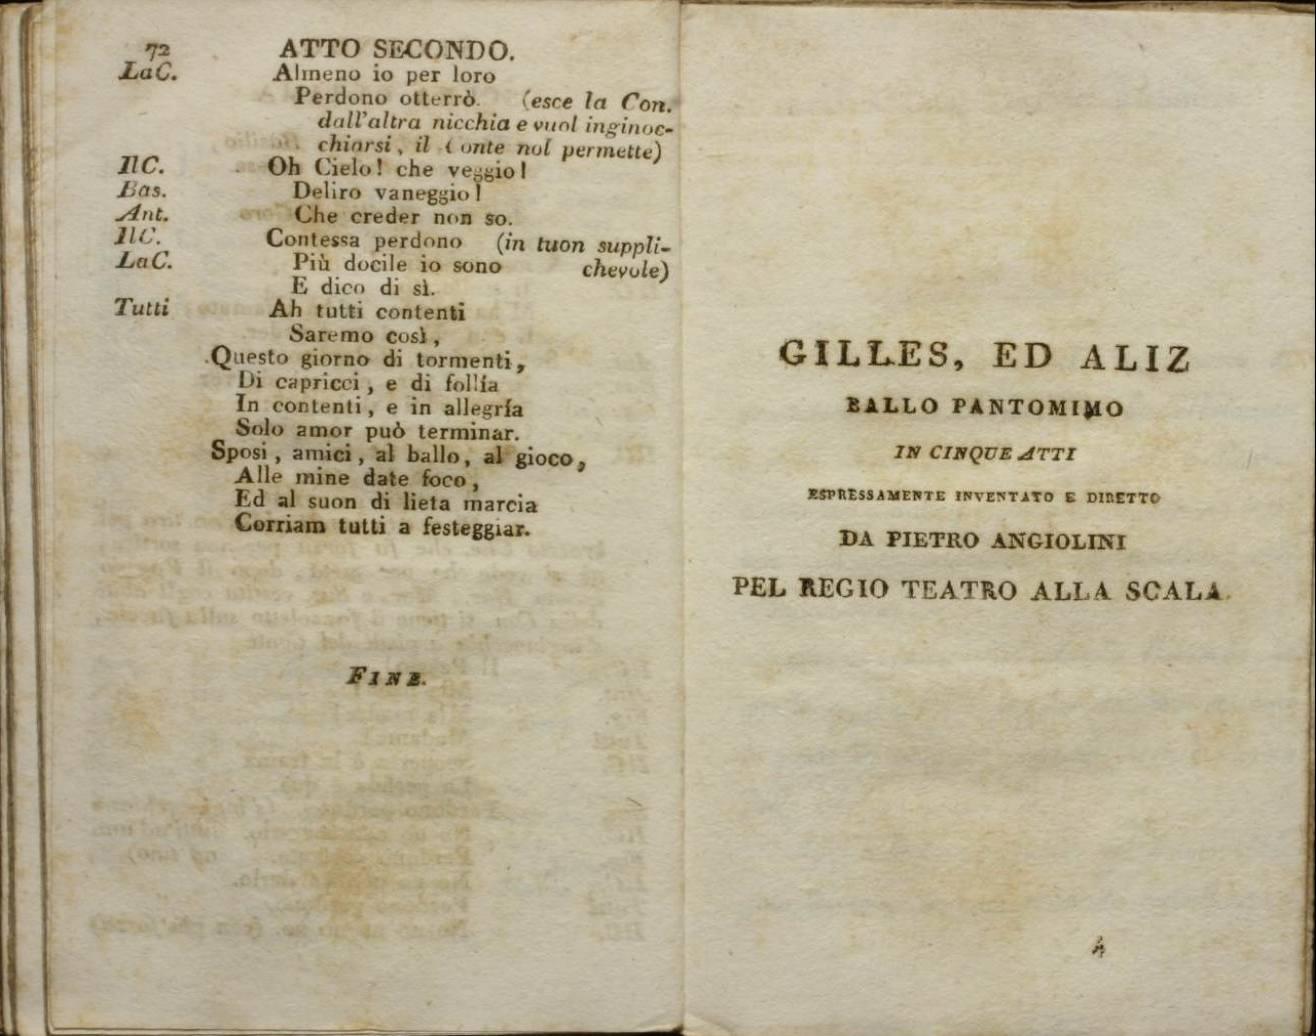 72 ATTO SECONDO.
LaC. Almeno io per loro
Perdono otterrò. (esce la Con.
dall'altra nicchia e vuol inginoc-
chiarsi, il Conte nol permette)
IlC. Oh Cielo! che veggio!
Bas. Deliro vaneggio!
Ant. Che creder non so.
IlC. Contessa perdono (in tuon suppli-
LaC. Più docile io sono chevole)
E dico di sì.
Tutti Ah tutti contenti
Saremo così,
Questo giorno di tormenti,
Di capricci, e di follía
In contenti, e in allegría
Solo amor può terminar.
Sposi, amici, al ballo, al gioco,
Alle mine date foco,
Ed al suon di lieta marcia
Corriam tutti a festeggiar.
FINE.
GILLES, ED ALIZ
BALLO PANTOMIMO
IN CINQUE ATTI
ESPRESSAMENTE INVENTATO E DIRETTO
DA PIETRO ANGIOLINI
PEL REGIO TEATRO ALLA SCALA.